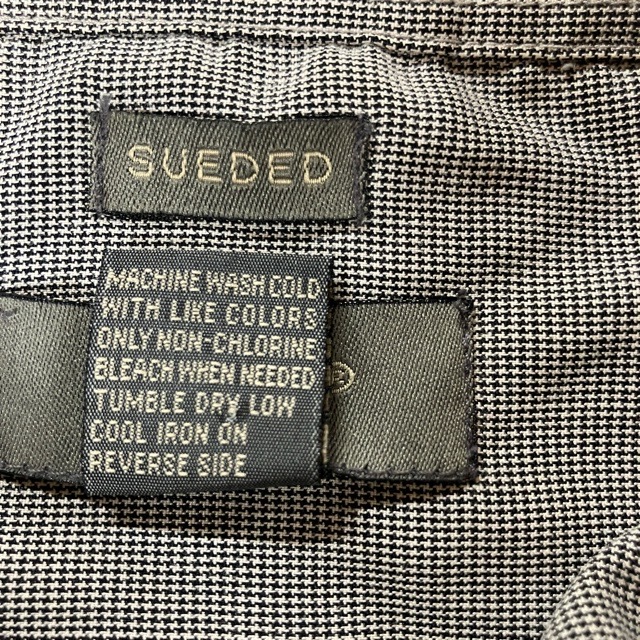 SUEDED
MACHINE WASH COLD
WITH LIKE COLORS
ONLY NON-CHLORINE
BLEACH WHEN NEEDED
TUMBLE DRY LOW
COOL IRON ON
REVERSE SIDE